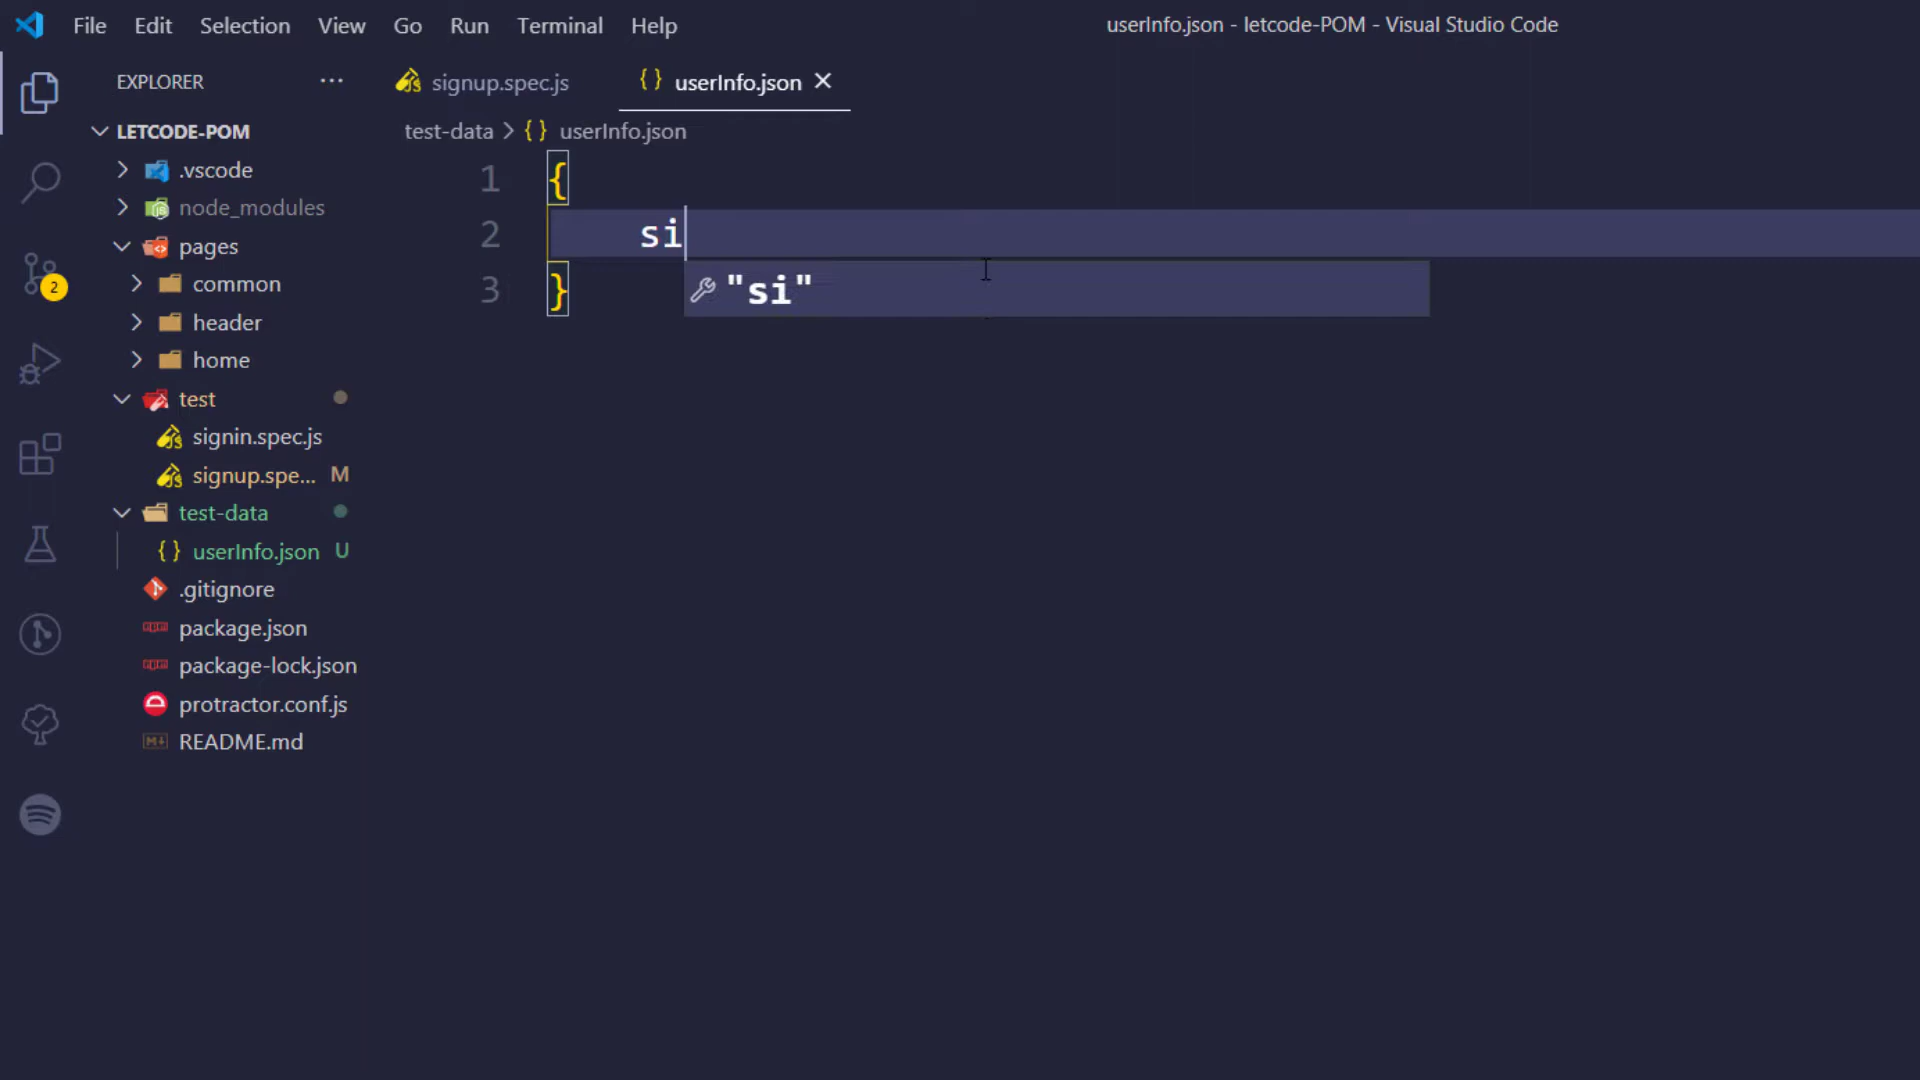 File Edit Selection View Go Run Terminal Help
userInfo.json - letcode-POM - Visual Studio Code
EXPLORER ···
signup.spec.js
{ } userInfo.json
LETCODE-POM
test-data > { } userInfo.json
.vscode
node_modules
pages
common
header
home
test
signin.spec.js
signup.spe... M
test-data
{ } userInfo.json U
.gitignore
package.json
package-lock.json
protractor.conf.js
README.md
2
1 {
2 si
"si"
3 }